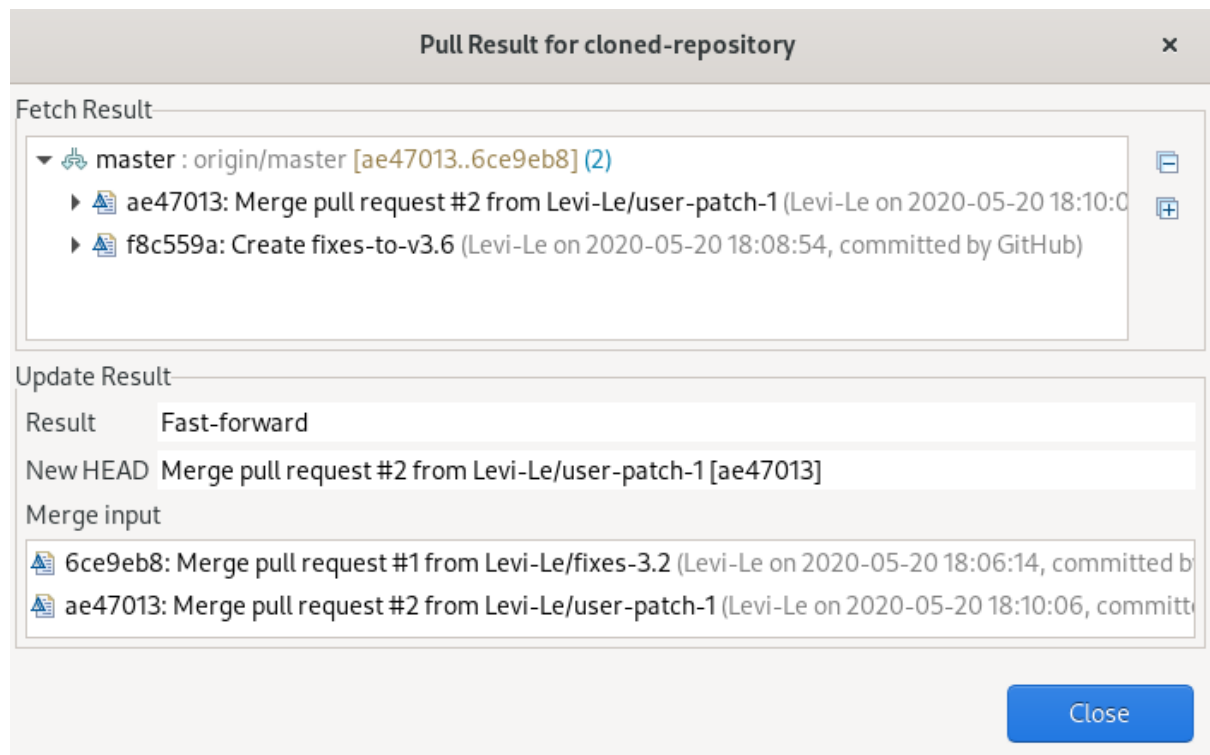 Pull Result for cloned-repository ×
Fetch Result
master : origin/master [ae47013..6ce9eb8] (2)
ae47013: Merge pull request #2 from Levi-Le/user-patch-1 (Levi-Le on 2020-05-20 18:10:0
f8c559a: Create fixes-to-v3.6 (Levi-Le on 2020-05-20 18:08:54, committed by GitHub)
Update Result
Result Fast-forward
New HEAD Merge pull request #2 from Levi-Le/user-patch-1 [ae47013]
Merge input
6ce9eb8: Merge pull request #1 from Levi-Le/fixes-3.2 (Levi-Le on 2020-05-20 18:06:14, committed b
ae47013: Merge pull request #2 from Levi-Le/user-patch-1 (Levi-Le on 2020-05-20 18:10:06, committ
Close